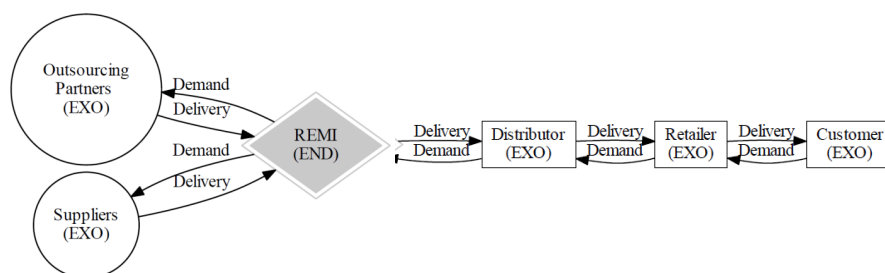 Outsourcing
Partners
(EXO)
Demand
Delivery
Demand
Delivery
Suppliers
(EXO)
REMI
(END)
Delivery
Demand
Distributor
(EXO)
Delivery
Demand
Retailer
(EXO)
Delivery
Demand
Customer
(EXO)